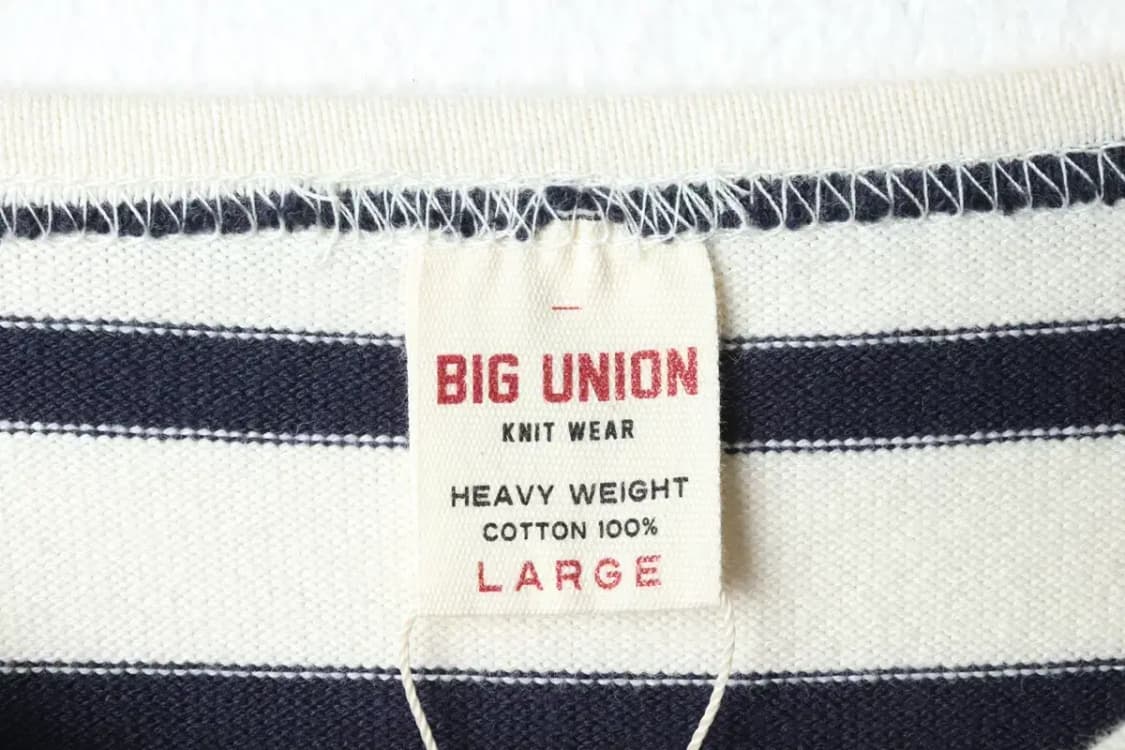 BIG UNION
KNIT WEAR
HEAVY WEIGHT
COTTON 100%
LARGE